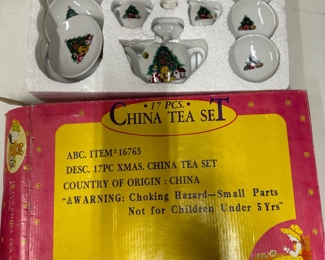 17 PCS.
CHINA TEA SET
ABC. ITEM# 16765
DESC. 17PC XMAS. CHINA TEA SET
COUNTRY OF ORIGIN : CHINA
"⚠WARNING: Choking Hazard—Small Parts
Not for Children Under 5 Yrs"